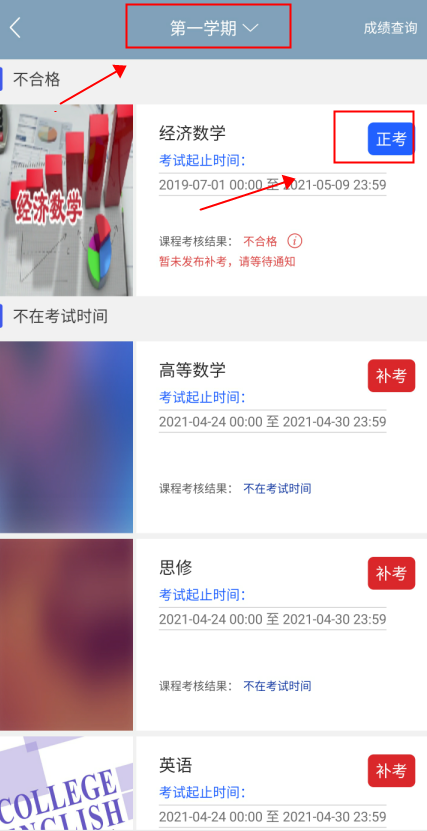 第一学期
成绩查询
不合格
经济数学
经济数学
正考
考试起止时间:
2019-07-01 00:00 至 2021-05-09 23:59
课程考核结果: 不合格
暂未发布补考，请等待通知
不在考试时间
高等数学
补考
考试起止时间:
2021-04-24 00:00 至 2021-04-30 23:59
课程考核结果: 不在考试时间
思修
补考
考试起止时间:
2021-04-24 00:00 至 2021-04-30 23:59
课程考核结果: 不在考试时间
COLLEGE
ENGLISH
英语
补考
考试起止时间:
2021-04-24 00:00 至 2021-04-30 23:59